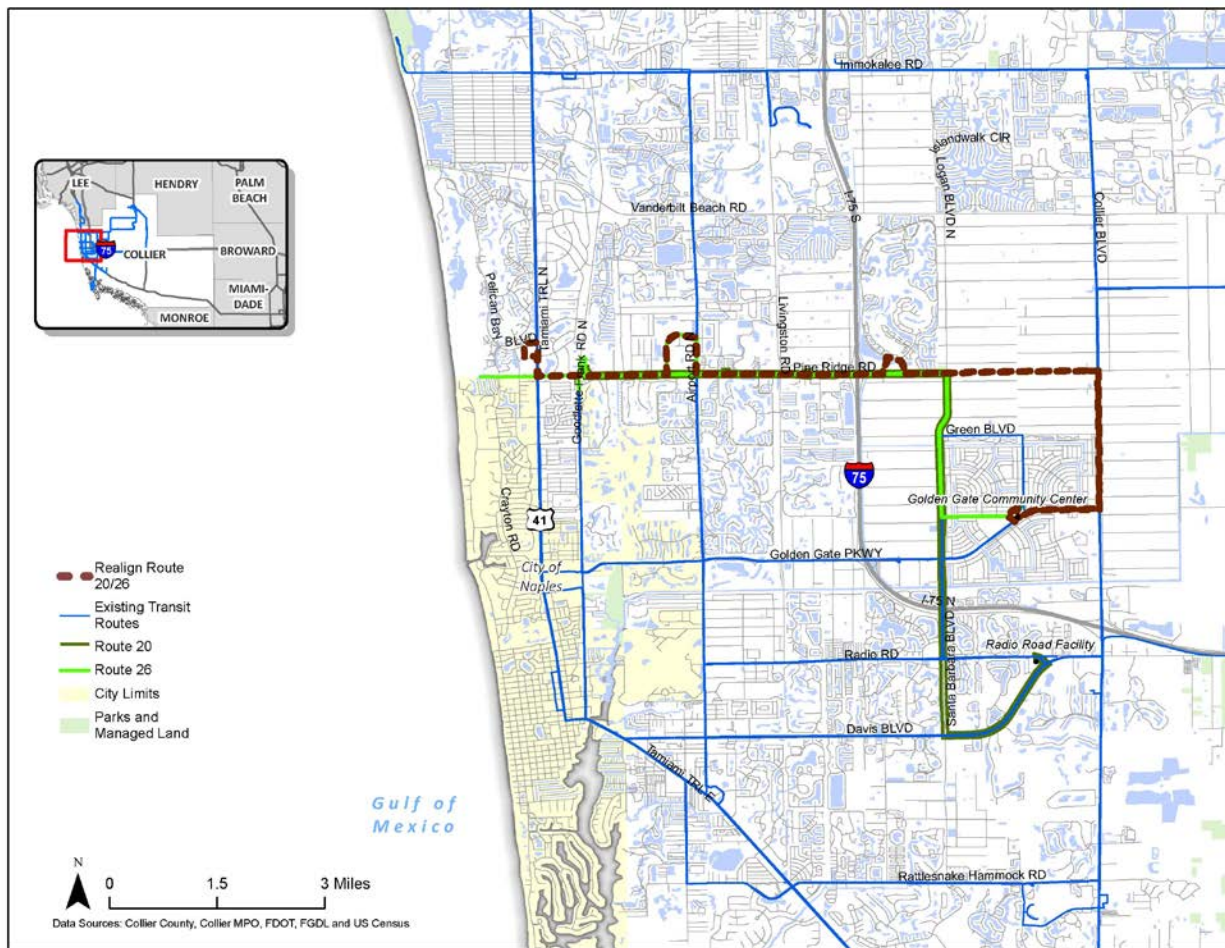 Immokalee RD
Islandwalk CIR
Logan BLVD N
I-75 S
Collier BLVD
Vanderbilt Beach RD
LEE
HENDRY
PALM
BEACH
75
COLLIER
BROWARD
MIAMI-
DADE
MONROE
Pelican Bay
BLVD
Tamiami TRL N
Goodlette Frank RD N
Airport RD
Livingston RD
Pine Ridge RD
Green BLVD
75
Golden Gate Community Center
Crayton RD
41
Golden Gate PKWY
City of
Naples
I-75 N
Santa Barbara BLVD
Radio RD
Radio Road Facility
Davis BLVD
Tamiami TRL E
Rattlesnake Hammock RD
Realign Route
20/26
Existing Transit
Routes
Route 20
Route 26
City Limits
Parks and
Managed Land
Gulf of
Mexico
N
0 1.5 3 Miles
Data Sources: Collier County, Collier MPO, FDOT, FGDL and US Census